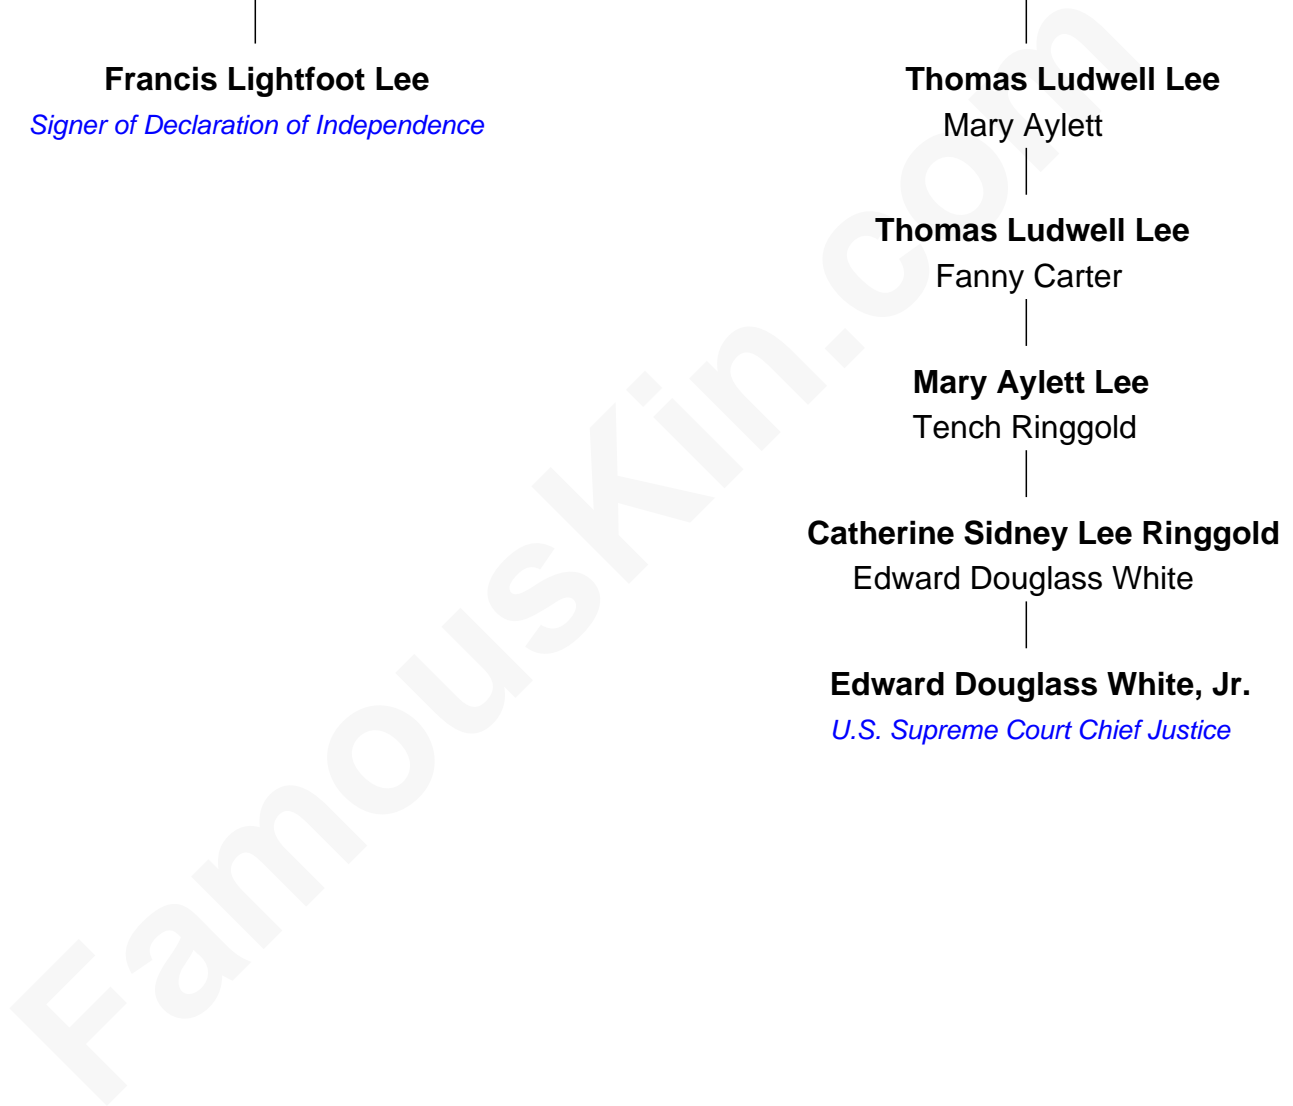 Francis Lightfoot Lee
Signer of Declaration of Independence
Thomas Ludwell Lee
Mary Aylett
Thomas Ludwell Lee
Fanny Carter
Mary Aylett Lee
Tench Ringgold
Catherine Sidney Lee Ringgold
Edward Douglass White
Edward Douglass White, Jr.
U.S. Supreme Court Chief Justice
FamousKin.com